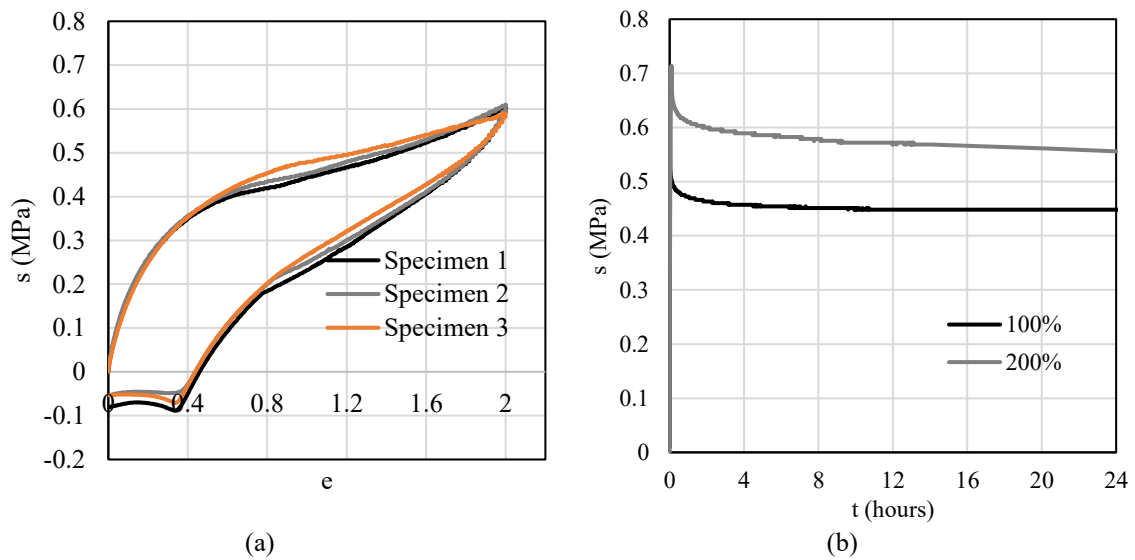 0.8
0.7
0.6
0.5
0.4
0.3
0.2
0.1
0
-0.1
-0.2
s (MPa)
0 0.4 0.8 1.2 1.6 2
e
Specimen 1
Specimen 2
Specimen 3
(a)
0.8
0.7
0.6
0.5
0.4
0.3
0.2
0.1
0
s (MPa)
0 4 8 12 16 20 24
t (hours)
100%
200%
(b)